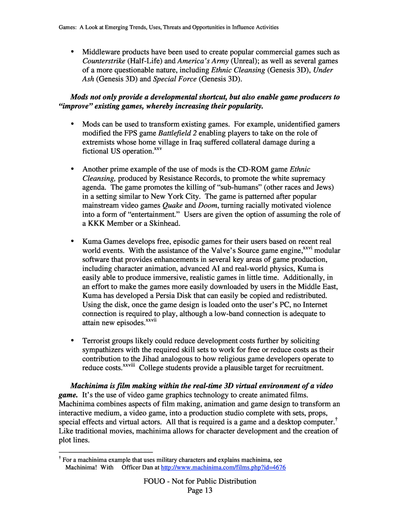 Games: A Look at Emerging Trends, Uses, Threats and Opportunities in Influence Activities
• Middleware products have been used to create popular commercial games such as
Counterstrike (Half-Life) and America's Army (Unreal); as well as several games
of a more questionable nature, including Ethnic Cleansing (Genesis 3D), Under
Ash (Genesis 3D) and Special Force (Genesis 3D).
Mods not only provide a developmental shortcut, but also enable game producers to
"improve" existing games, whereby increasing their popularity.
• Mods can be used to transform existing games. For example, unidentified gamers
modified the FPS game Battlefield 2 enabling players to take on the role of
extremists whose home village in Iraq suffered collateral damage during a
fictional US operation.xxv
• Another prime example of the use of mods is the CD-ROM game Ethnic
Cleansing, produced by Resistance Records, to promote the white supremacy
agenda. The game promotes the killing of "sub-humans" (other races and Jews)
in a setting similar to New York City. The game is patterned after popular
mainstream video games Quake and Doom, turning racially motivated violence
into a form of "entertainment." Users are given the option of assuming the role of
a KKK Member or a Skinhead.
• Kuma Games develops free, episodic games for their users based on recent real
world events. With the assistance of the Valve's Source game engine,xxvi modular
software that provides enhancements in several key areas of game production,
including character animation, advanced AI and real-world physics, Kuma is
easily able to produce immersive, realistic games in little time. Additionally, in
an effort to make the games more easily downloaded by users in the Middle East,
Kuma has developed a Persia Disk that can easily be copied and redistributed.
Using the disk, once the game design is loaded onto the user's PC, no Internet
connection is required to play, although a low-band connection is adequate to
attain new episodes.xxvii
• Terrorist groups likely could reduce development costs further by soliciting
sympathizers with the required skill sets to work for free or reduce costs as their
contribution to the Jihad analogous to how religious game developers operate to
reduce costs.xxviii College students provide a plausible target for recruitment.
Machinima is film making within the real-time 3D virtual environment of a video
game. It's the use of video game graphics technology to create animated films.
Machinima combines aspects of film making, animation and game design to transform an
interactive medium, a video game, into a production studio complete with sets, props,
special effects and virtual actors. All that is required is a game and a desktop computer.†
Like traditional movies, machinima allows for character development and the creation of
plot lines.
† For a machinima example that uses military characters and explains machinima, see
Machinima! With Officer Dan at http://www.machinima.com/films.php?id=4676
FOUO - Not for Public Distribution
Page 13